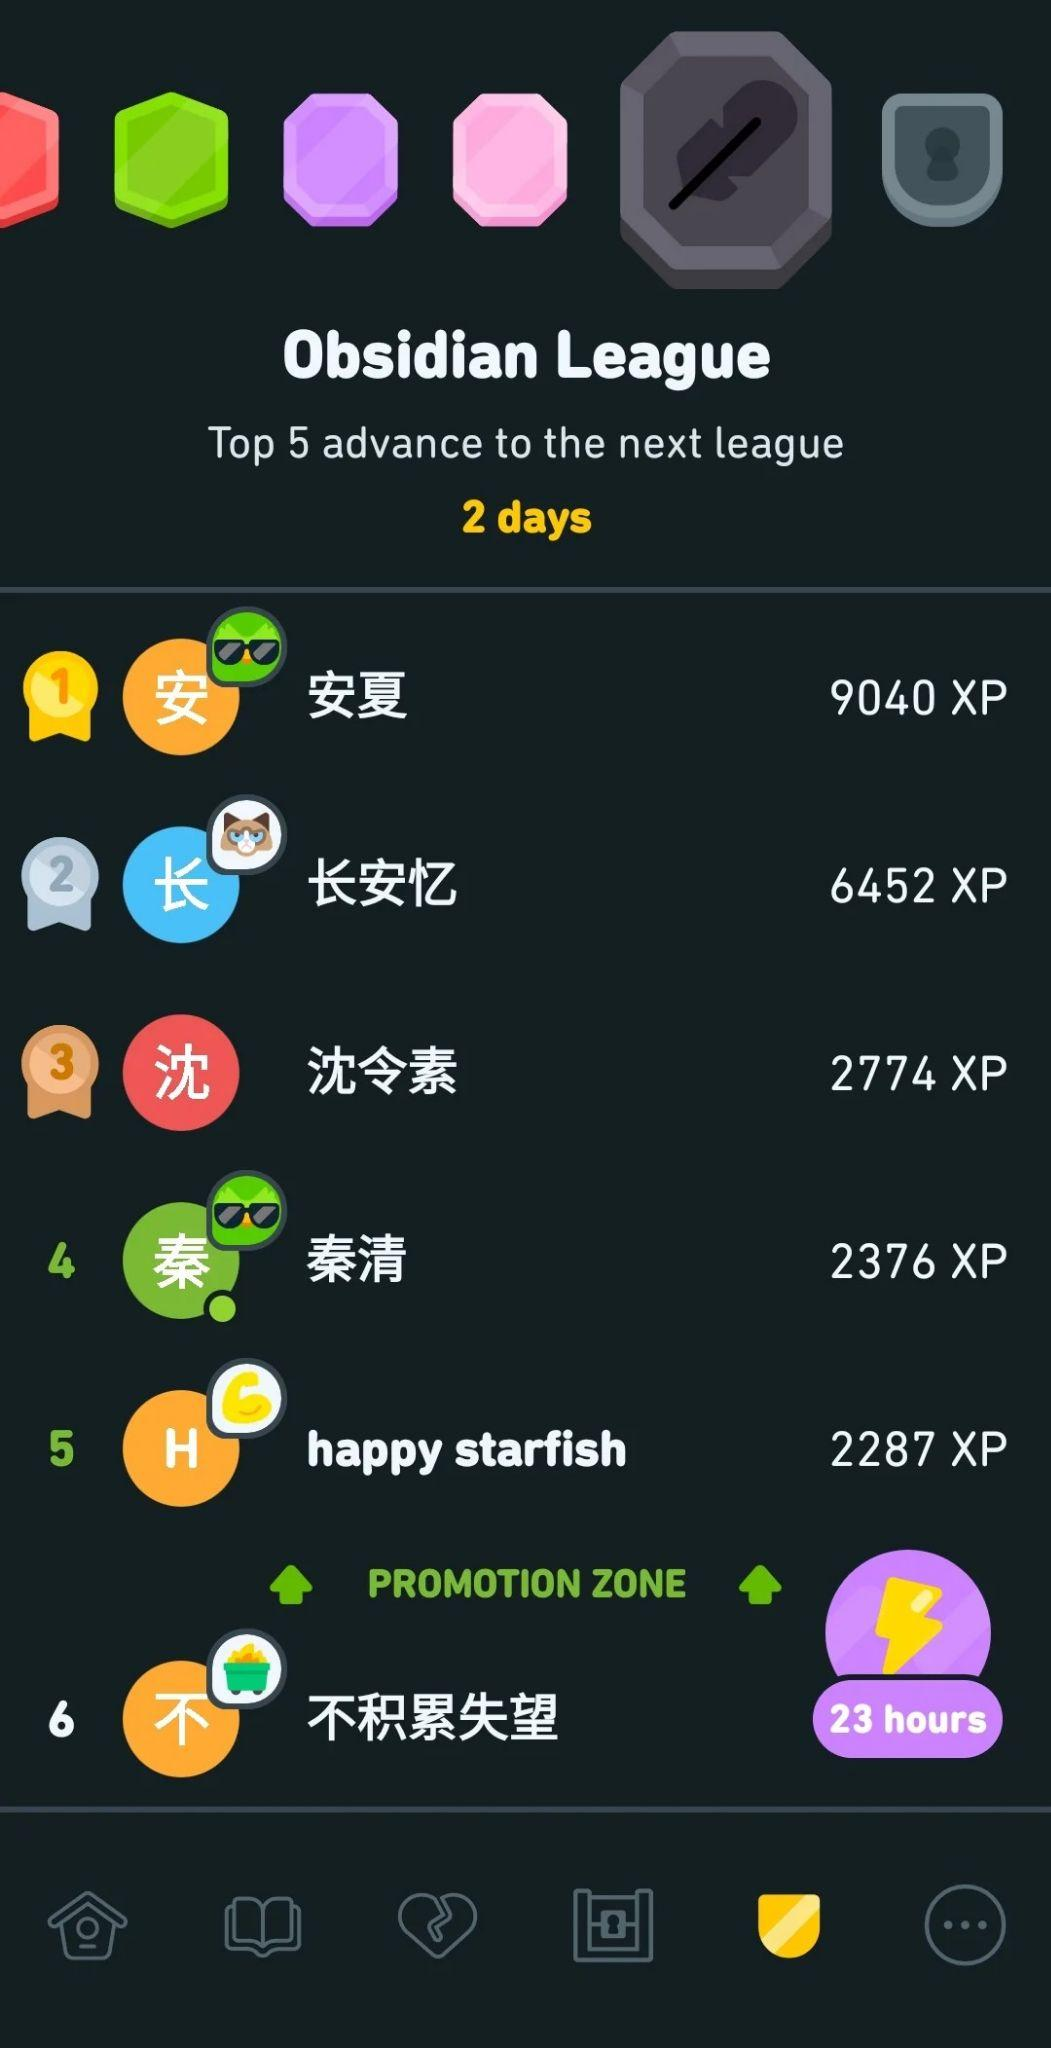 Obsidian League
Top 5 advance to the next league
2 days
1 安 安夏 9040 XP
2 长 长安忆 6452 XP
3 沈 沈令素 2774 XP
4 秦 秦清 2376 XP
5 H happy starfish 2287 XP
PROMOTION ZONE
6 不 不积累失望 23 hours